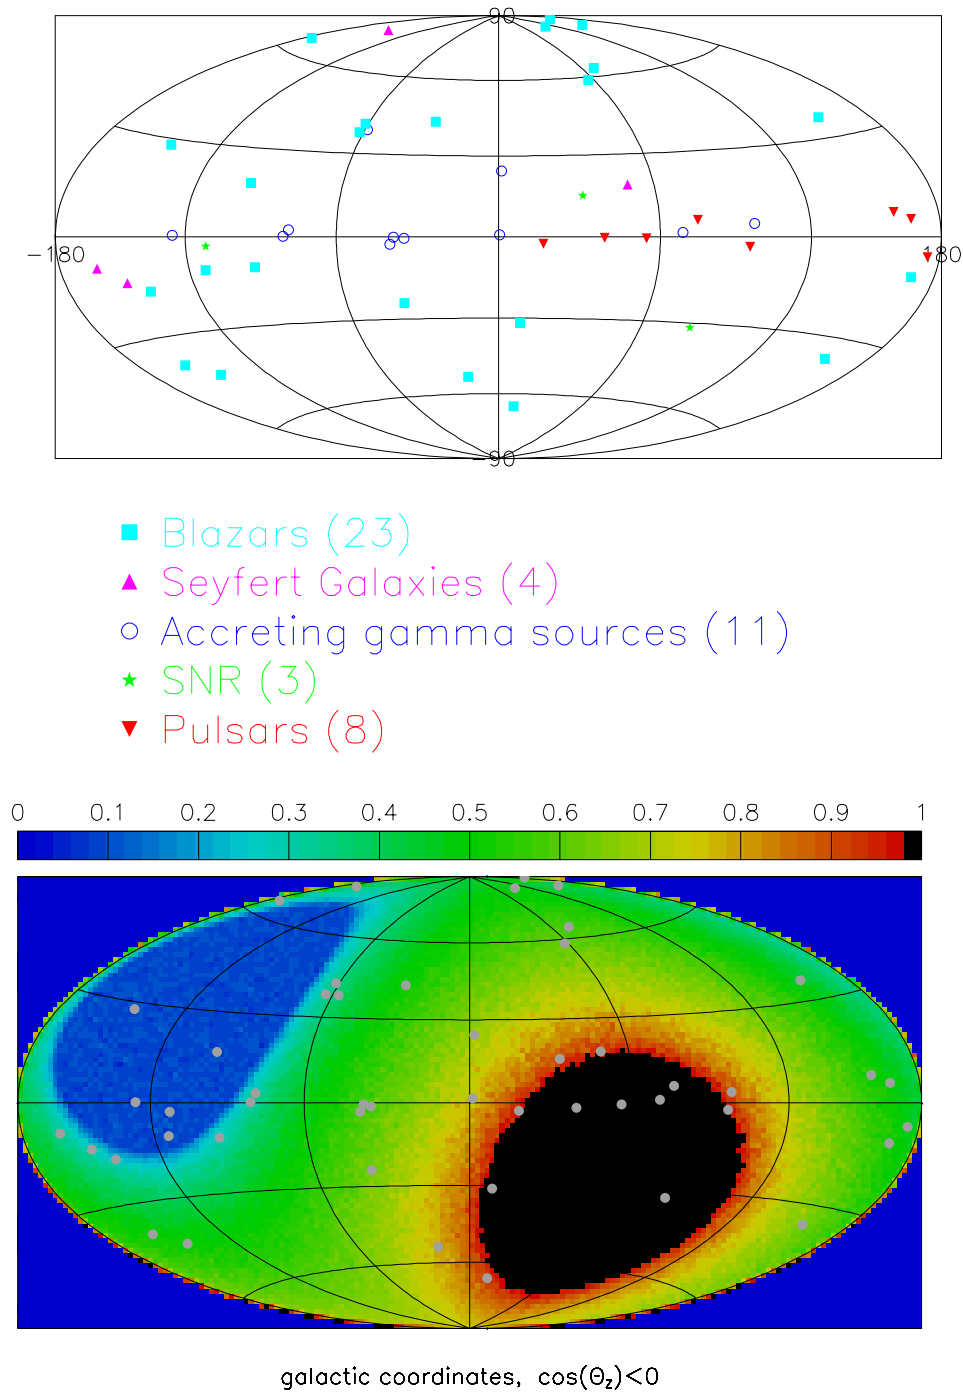 90
-180
180
-90
Blazars (23)
Seyfert Galaxies (4)
Accreting gamma sources (11)
SNR (3)
Pulsars (8)
0 0.1 0.2 0.3 0.4 0.5 0.6 0.7 0.8 0.9 1
galactic coordinates, cos(Θz)<0